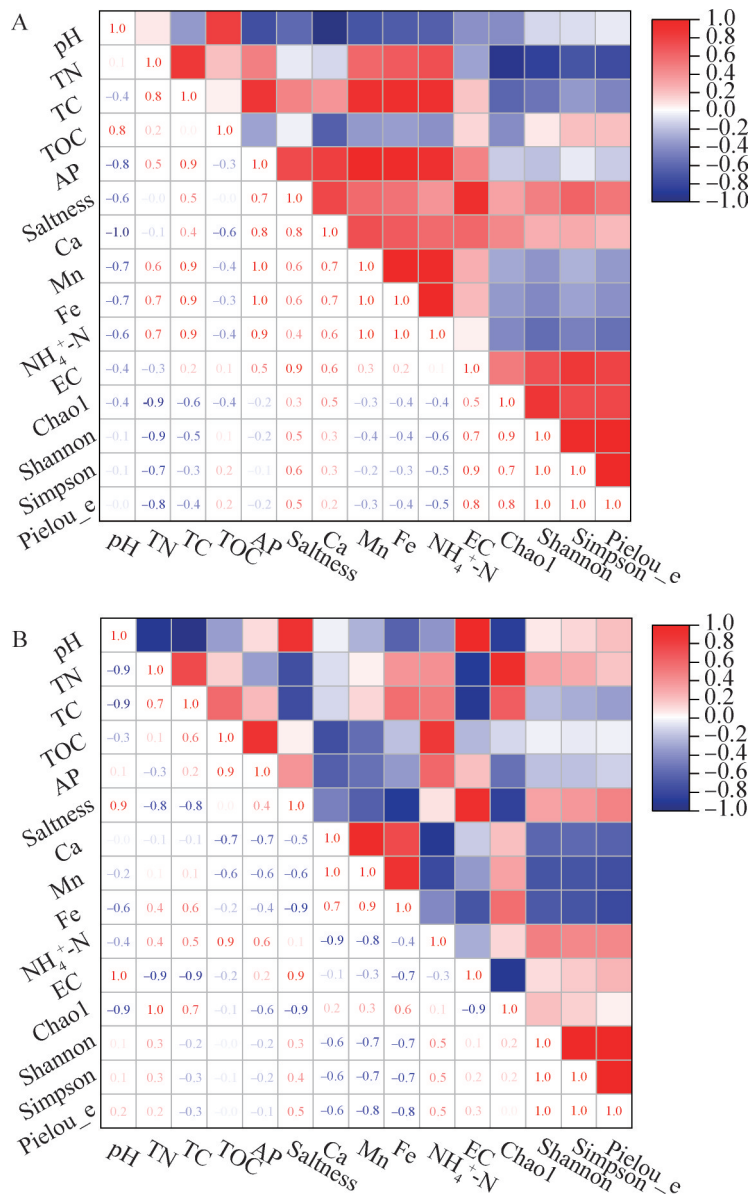 A
pH 1.0
TN 0.1 1.0
TC −0.4 0.8 1.0
TOC 0.8 0.2 0.0 1.0
AP −0.8 0.5 0.9 −0.3 1.0
Saltness −0.6 −0.0 0.5 −0.0 0.7 1.0
Ca −1.0 −0.1 0.4 −0.6 0.8 0.8 1.0
Mn −0.7 0.6 0.9 −0.4 1.0 0.6 0.7 1.0
Fe −0.7 0.7 0.9 −0.3 1.0 0.6 0.7 1.0 1.0
NH₄⁺-N −0.6 0.7 0.9 −0.4 0.9 0.4 0.6 1.0 1.0 1.0
EC −0.4 −0.3 0.2 0.1 0.5 0.9 0.6 0.3 0.2 0.1 1.0
Chao1 −0.4 −0.9 −0.6 −0.4 −0.2 0.3 0.5 −0.3 −0.4 −0.4 0.5 1.0
Shannon −0.1 −0.9 −0.5 0.1 −0.2 0.5 0.3 −0.4 −0.4 −0.6 0.7 0.9 1.0
Simpson −0.1 −0.7 −0.3 0.2 −0.1 0.6 0.3 −0.2 −0.3 −0.5 0.9 0.7 1.0 1.0
Pielou_e −0.0 −0.8 −0.4 0.2 −0.2 0.5 0.2 −0.3 −0.4 −0.5 0.8 0.8 1.0 1.0 1.0
pH TN TC TOC AP Saltness Ca Mn Fe NH₄⁺-N EC Chao1 Shannon Simpson Pielou_e
1.0
0.8
0.6
0.4
0.2
0.0
−0.2
−0.4
−0.6
−0.8
−1.0
B
pH 1.0
TN −0.9 1.0
TC −0.9 0.7 1.0
TOC −0.3 0.1 0.6 1.0
AP 0.1 −0.3 0.2 0.9 1.0
Saltness 0.9 −0.8 −0.8 0.0 0.4 1.0
Ca −0.0 −0.1 −0.1 −0.7 −0.7 −0.5 1.0
Mn −0.2 0.1 0.1 −0.6 −0.6 −0.6 1.0 1.0
Fe −0.6 0.4 0.6 −0.2 −0.4 −0.9 0.7 0.9 1.0
NH₄⁺-N −0.4 0.4 0.5 0.9 0.6 0.1 −0.9 −0.8 −0.4 1.0
EC 1.0 −0.9 −0.9 −0.2 0.2 0.9 −0.1 −0.3 −0.7 −0.3 1.0
Chao1 −0.9 1.0 0.7 −0.1 −0.6 −0.9 0.2 0.3 0.6 0.1 −0.9 1.0
Shannon 0.1 0.3 −0.2 −0.0 −0.2 0.3 −0.6 −0.7 −0.7 0.5 0.1 0.2 1.0
Simpson 0.1 0.3 −0.3 −0.1 −0.2 0.4 −0.6 −0.7 −0.7 0.5 0.2 0.2 1.0 1.0
Pielou_e 0.2 0.2 −0.3 −0.0 −0.1 0.5 −0.6 −0.8 −0.8 0.5 0.3 0.0 1.0 1.0 1.0
pH TN TC TOC AP Saltness Ca Mn Fe NH₄⁺-N EC Chao1 Shannon Simpson Pielou_e
1.0
0.8
0.6
0.4
0.2
0.0
−0.2
−0.4
−0.6
−0.8
−1.0